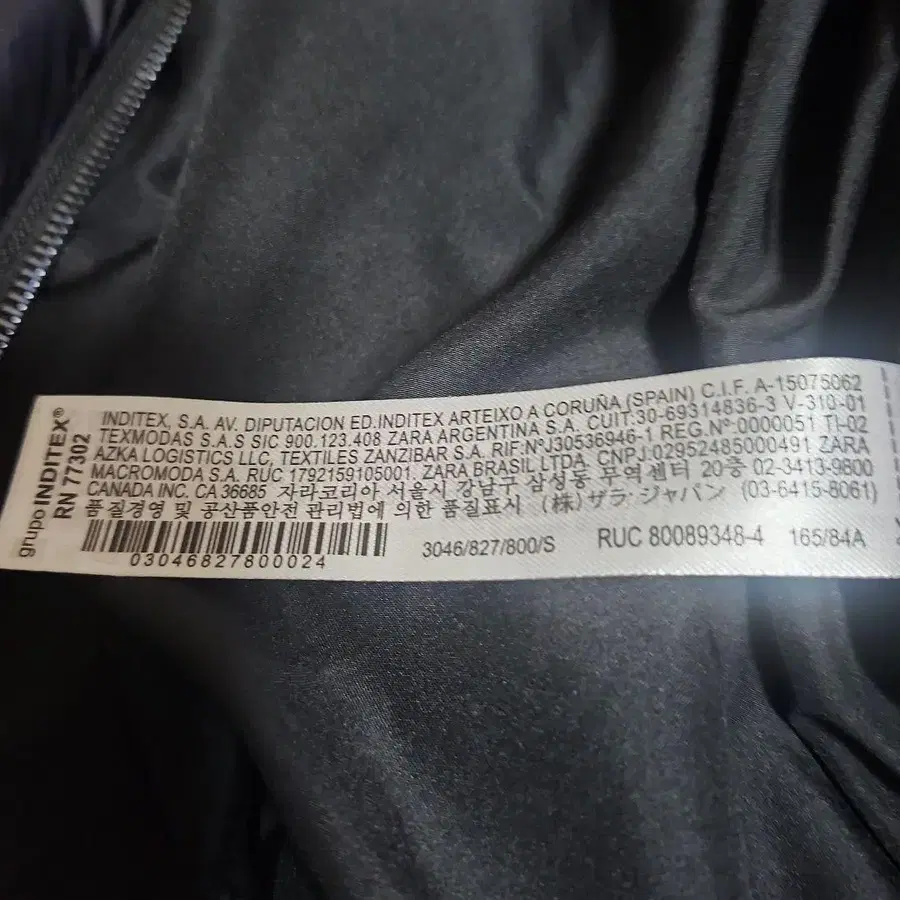 grupo INDITEX®
RN 77302
INDITEX, S.A. AV. DIPUTACION ED.INDITEX ARTEIXO A CORUÑA (SPAIN) C.I.F. A-15075062
TEXMODAS S.A.S SIC 900.123.408 ZARA ARGENTINA S.A. CUIT:30-69314836-3 V-310-01
AZKA LOGISTICS LLC, TEXTILES ZANZIBAR S.A. RIF:NºJ30536946-1 REG.Nº0000051 TI-02
MACROMODA S.A. RUC 1792159105001. ZARA BRASIL LTDA. CNPJ:02952485000491 ZARA
CANADA INC. CA 36685 자라코리아 서울시 강남구 삼성동 무역센터 20층 02-3413-9800
품질경영 및 공산품안전 관리법에 의한 품질표시 (株)ザラ·ジャパン (03-6415-8061)
03046827800024
3046/827/800/S RUC 80089348-4 165/84A